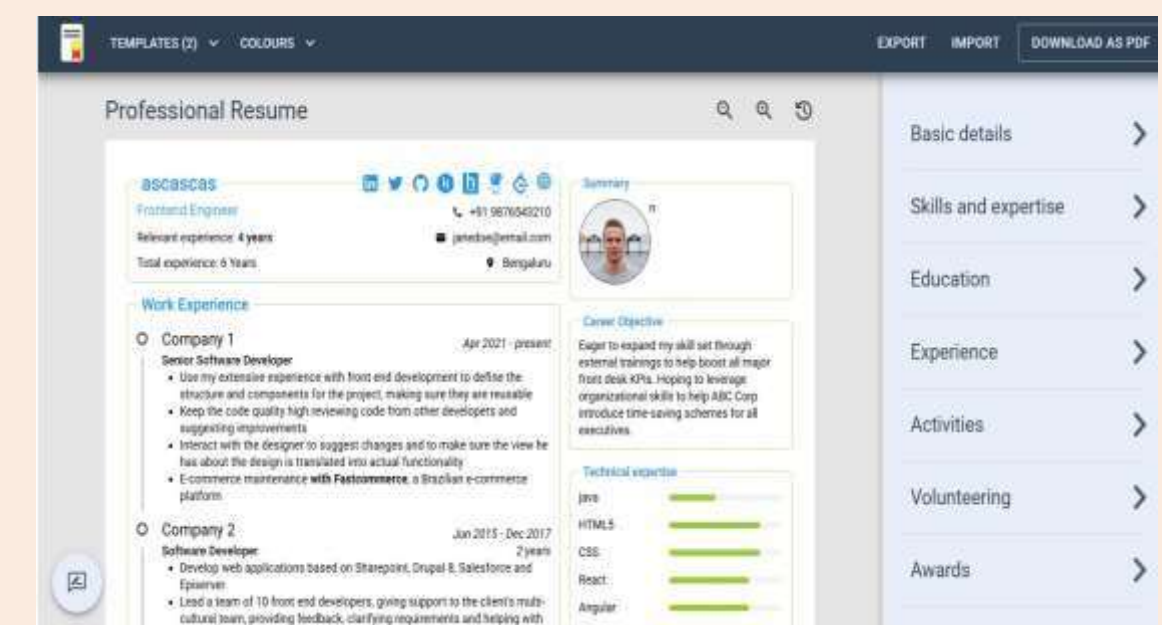 TEMPLATES (2) COLOURS EXPORT IMPORT DOWNLOAD AS PDF
Professional Resume
ascascas
Frontend Engineer
+91 9876543210
Relevant experience: 4 years
janedoe@email.com
Total experience: 6 Years
Bengaluru
Work Experience
Company 1
Apr 2021 - present
Senior Software Developer
• Use my extensive experience with front end development to define the
structure and components for the project, making sure they are reusable
• Keep the code quality high reviewing code from other developers and
suggesting improvements
• Interact with the designer to suggest changes and to make sure the view he
has about the design is translated into actual functionality
• E-commerce maintenance with Fastcommerce, a Brazilian e-commerce
platform
Company 2
Jun 2015 - Dec 2017
Software Developer
2 years
• Develop web applications based on Sharepoint, Drupal 8, Salesforce and
Episerver.
• Lead a team of 10 front end developers, giving support to the client's multi-
cultural team, providing feedback, clarifying requirements and helping with
Summary
Career Objective
Eager to expand my skill set through
external trainings to help boost all major
front desk KPIs. Hoping to leverage
organizational skills to help ABC Corp
introduce time-saving schemes for all
executives.
Technical expertise
java
HTML5
CSS
React
Angular
Basic details
Skills and expertise
Education
Experience
Activities
Volunteering
Awards